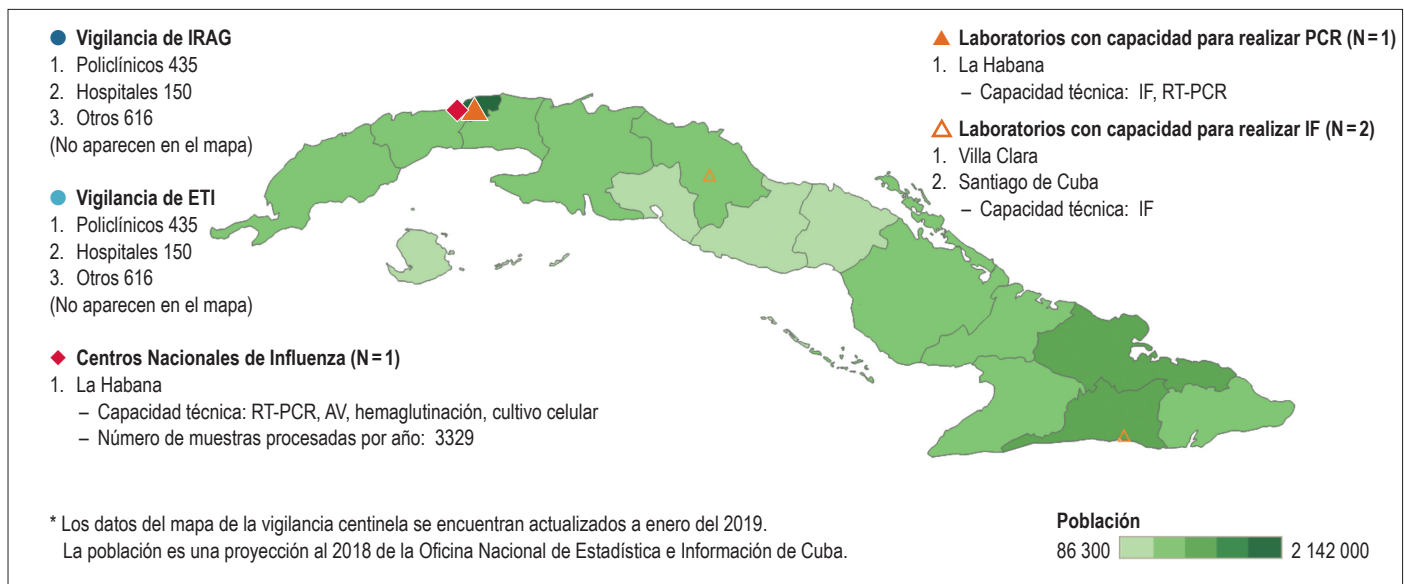 Vigilancia de IRAG
1. Policlínicos 435
2. Hospitales 150
3. Otros 616
(No aparecen en el mapa)
Vigilancia de ETI
1. Policlínicos 435
2. Hospitales 150
3. Otros 616
(No aparecen en el mapa)
Centros Nacionales de Influenza (N = 1)
1. La Habana
– Capacidad técnica: RT-PCR, AV, hemaglutinación, cultivo celular
– Número de muestras procesadas por año: 3329
Laboratorios con capacidad para realizar PCR (N = 1)
1. La Habana
– Capacidad técnica: IF, RT-PCR
Laboratorios con capacidad para realizar IF (N = 2)
1. Villa Clara
2. Santiago de Cuba
– Capacidad técnica: IF
* Los datos del mapa de la vigilancia centinela se encuentran actualizados a enero del 2019.
La población es una proyección al 2018 de la Oficina Nacional de Estadística e Información de Cuba.
Población
86 300 2 142 000